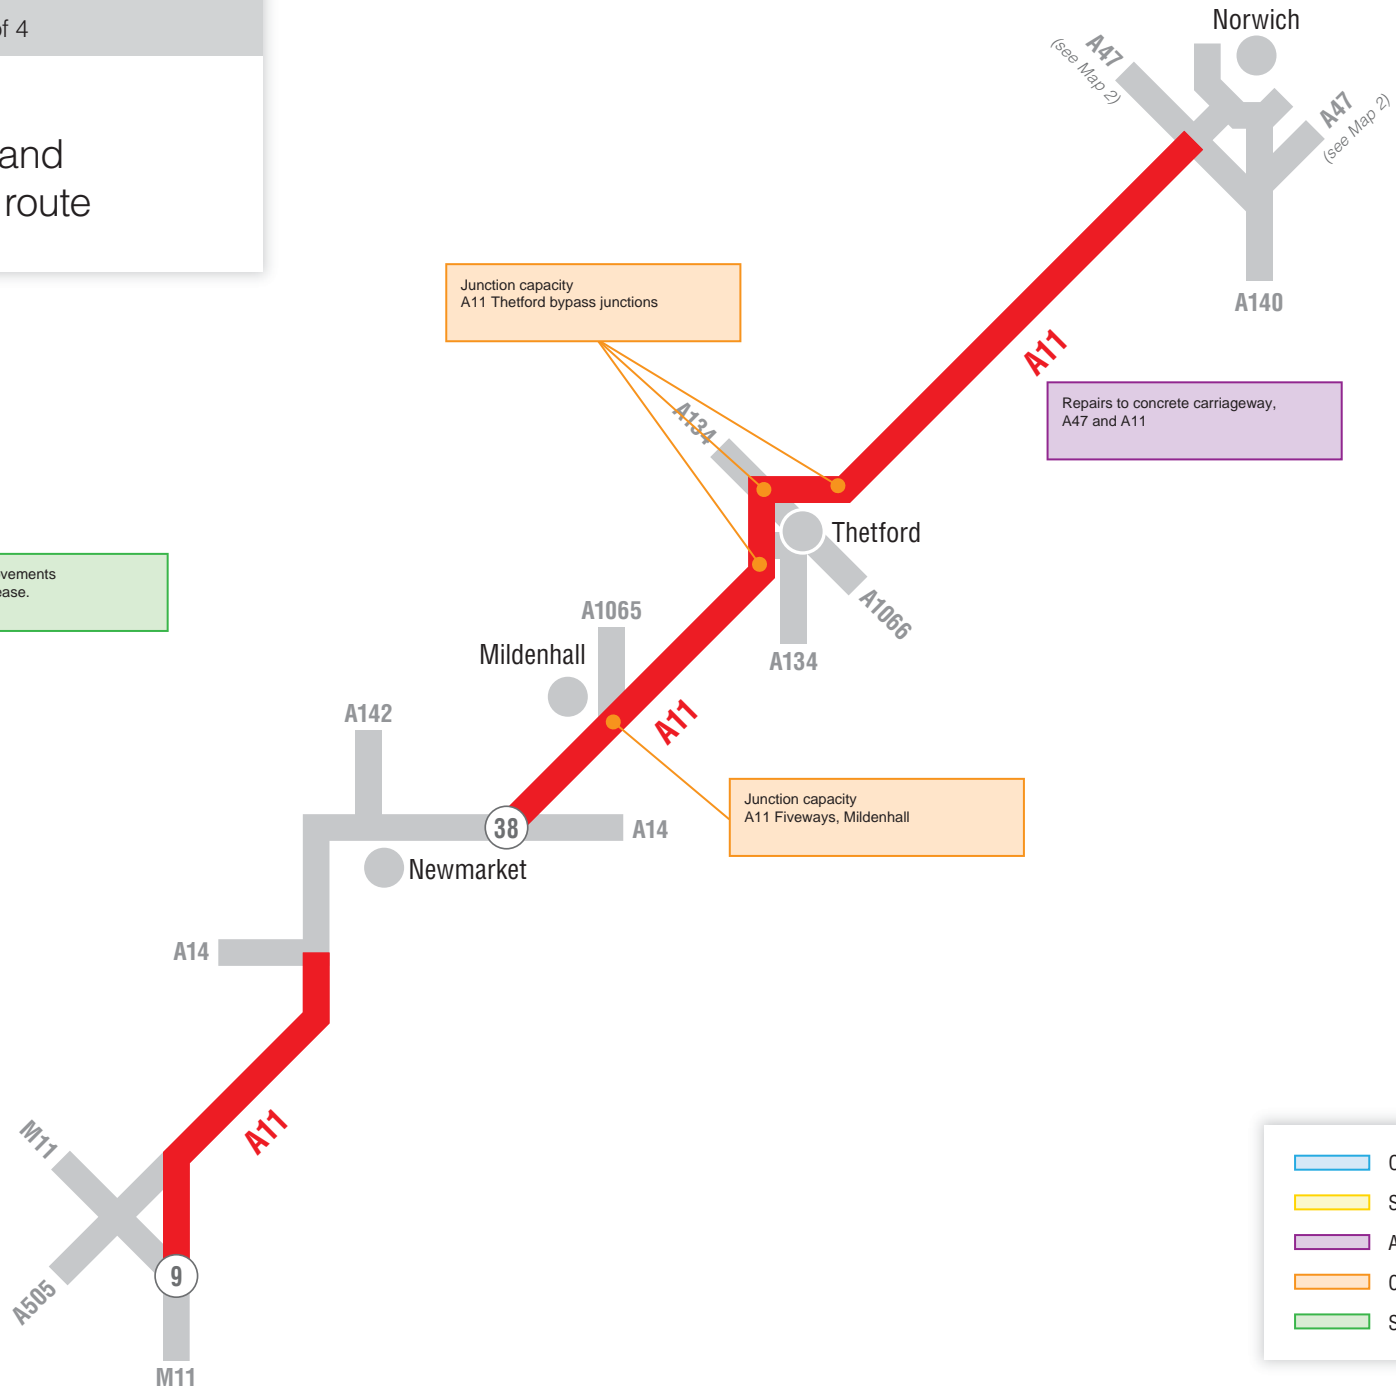 of 4
and
route
Norwich
A47
(see Map 2)
A47
(see Map 2)
A140
Junction capacity
A11 Thetford bypass junctions
A11
Repairs to concrete carriageway,
A47 and A11
A134
Thetford
A1066
A134
A1065
Mildenhall
A11
A142
38
A14
Newmarket
Junction capacity
A11 Fiveways, Mildenhall
A14
A11
M11
A505
9
M11